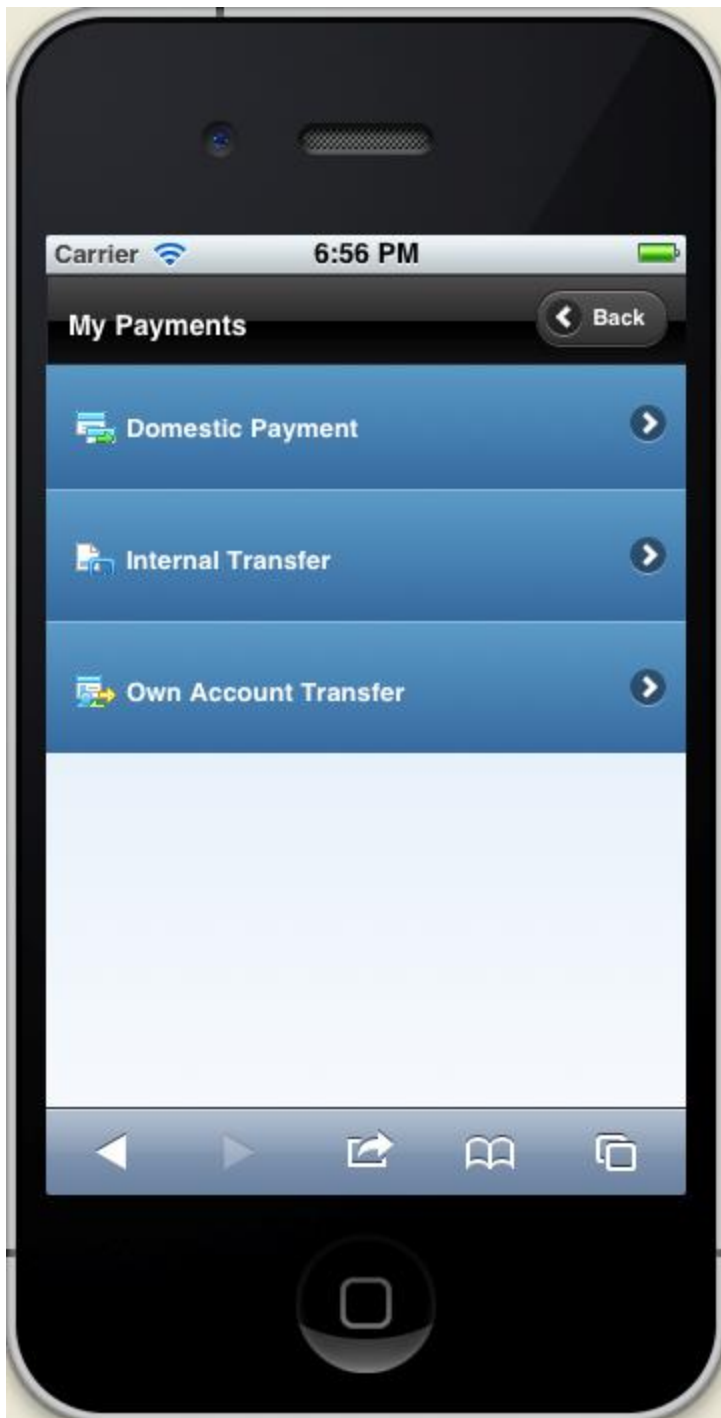 Carrier 6:56 PM
My Payments Back
Domestic Payment
Internal Transfer
Own Account Transfer